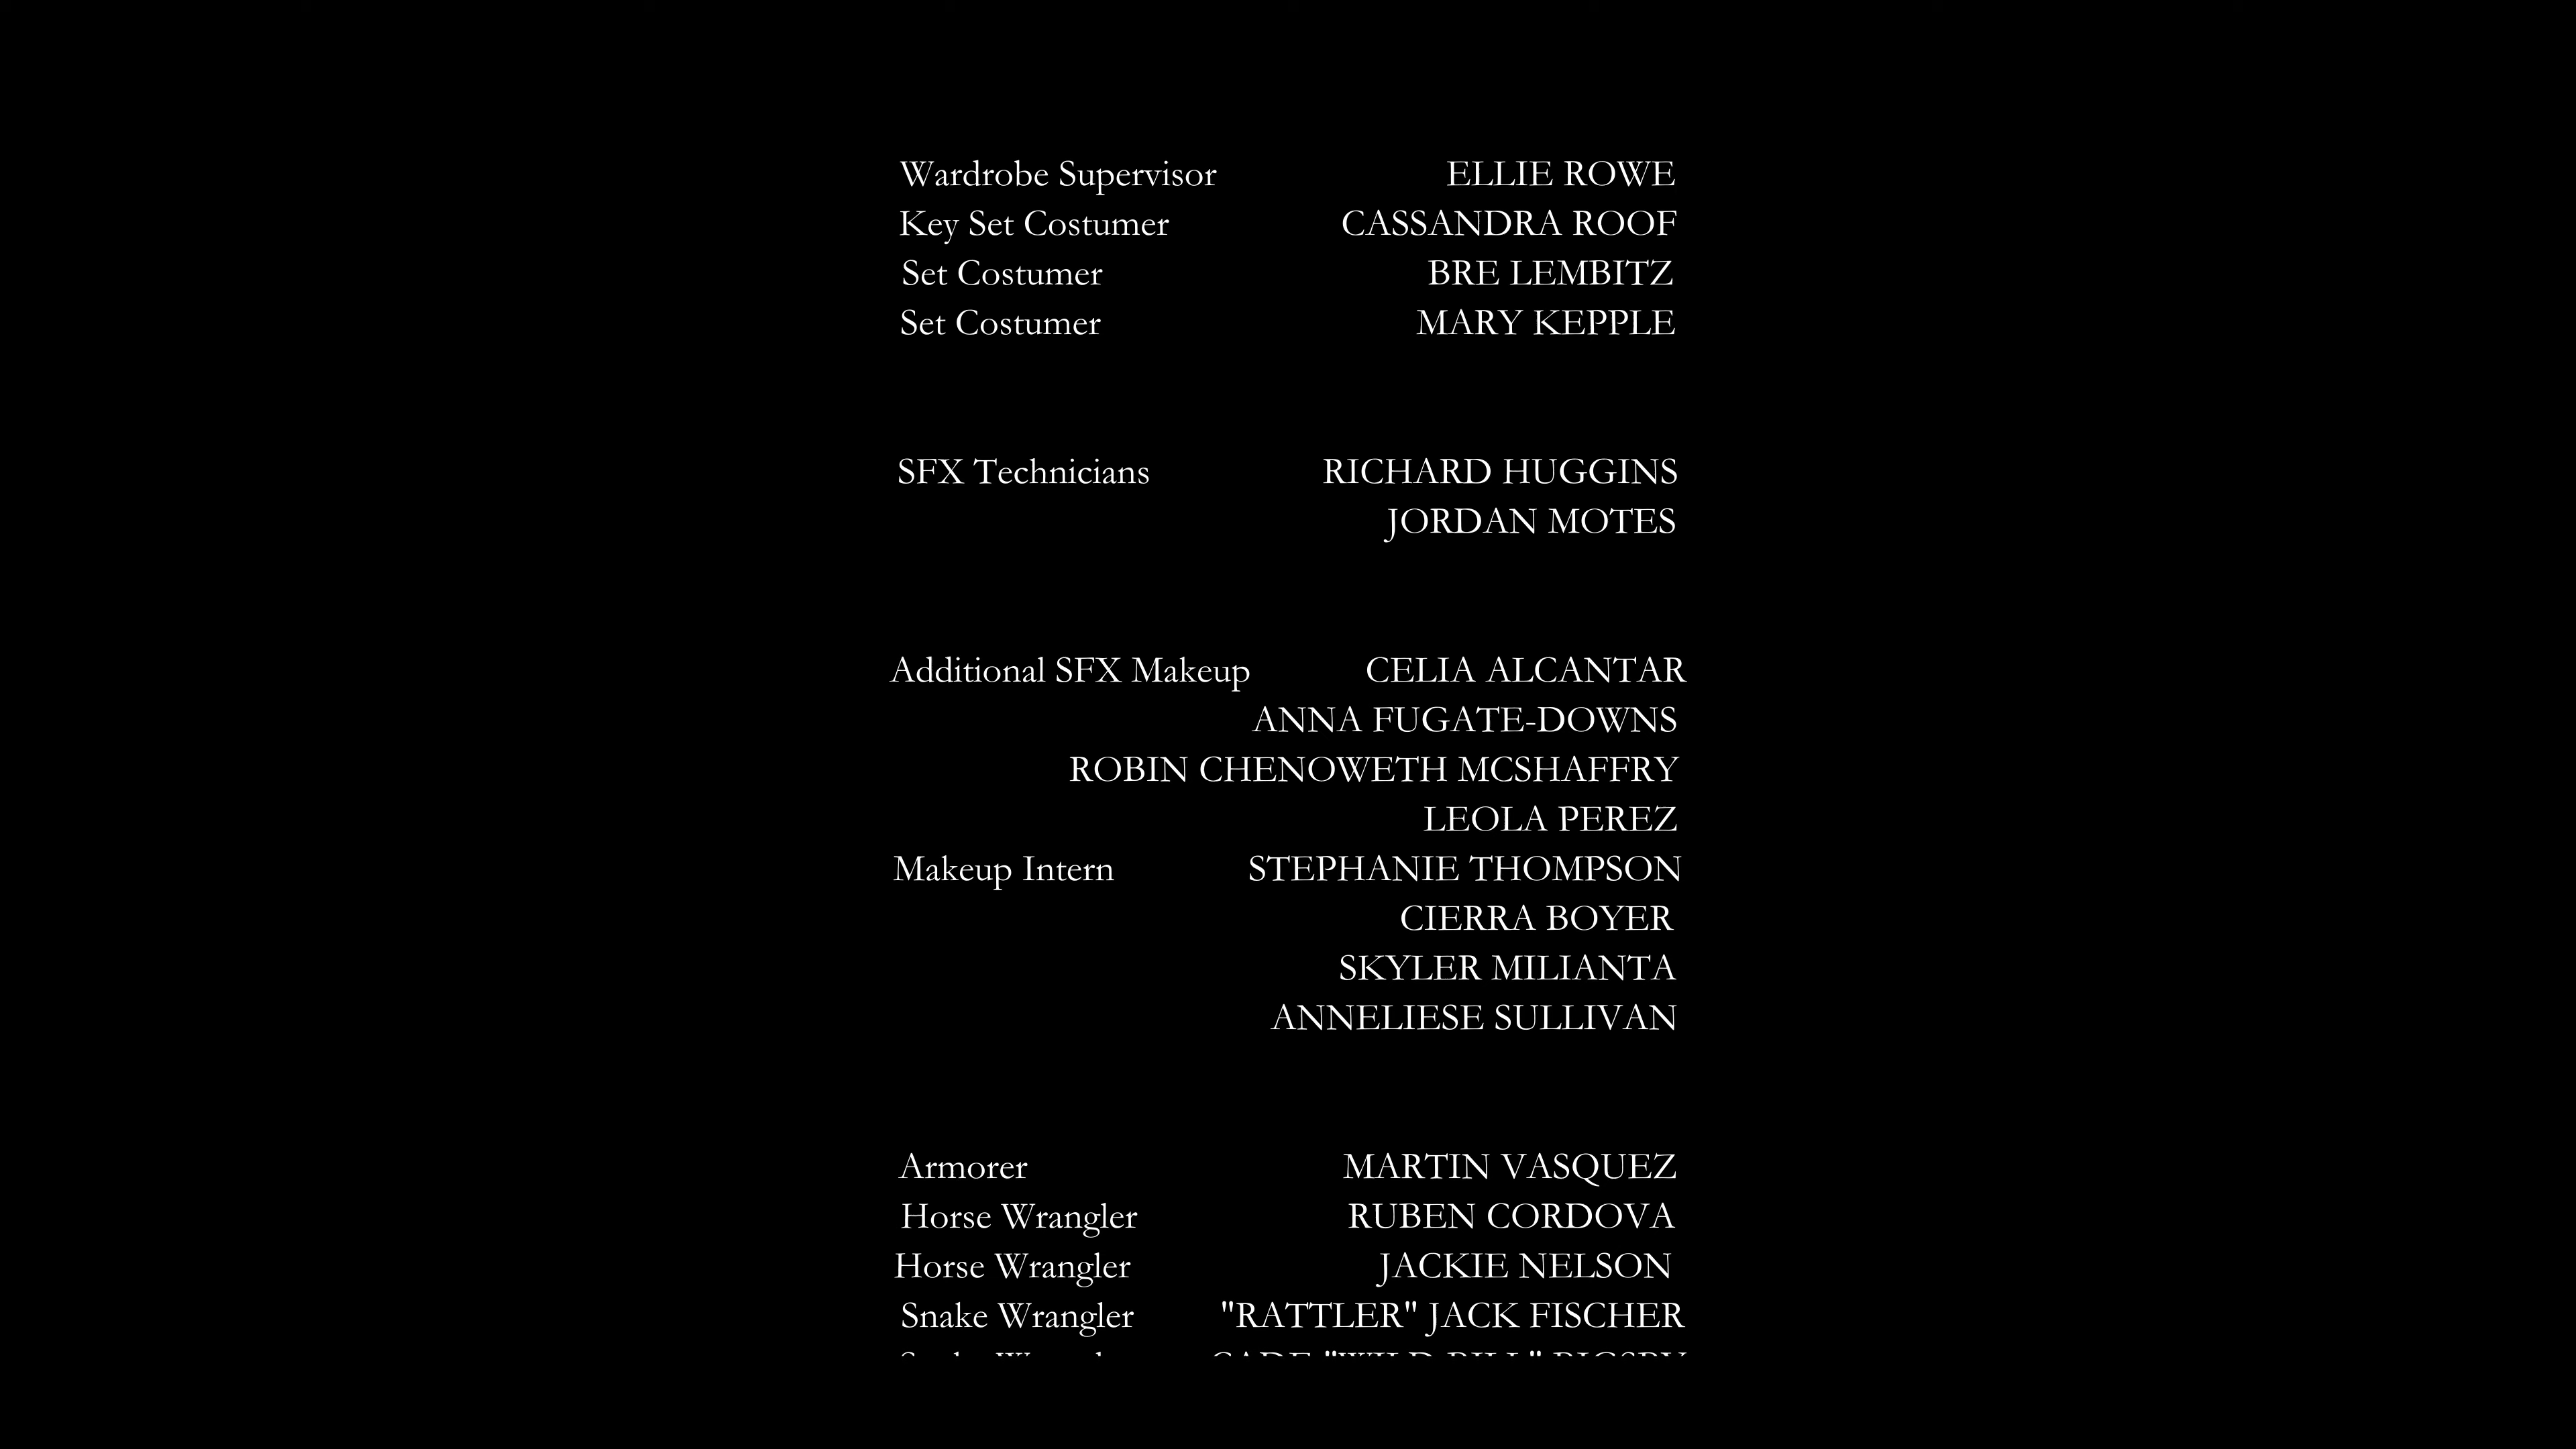 Wardrobe Supervisor ELLIE ROWE
Key Set Costumer CASSANDRA ROOF
Set Costumer BRE LEMBITZ
Set Costumer MARY KEPPLE
SFX Technicians RICHARD HUGGINS
JORDAN MOTES
Additional SFX Makeup CELIA ALCANTAR
ANNA FUGATE-DOWNS
ROBIN CHENOWETH MCSHAFFRY
LEOLA PEREZ
Makeup Intern STEPHANIE THOMPSON
CIERRA BOYER
SKYLER MILIANTA
ANNELIESE SULLIVAN
Armorer MARTIN VASQUEZ
Horse Wrangler RUBEN CORDOVA
Horse Wrangler JACKIE NELSON
Snake Wrangler "RATTLER" JACK FISCHER